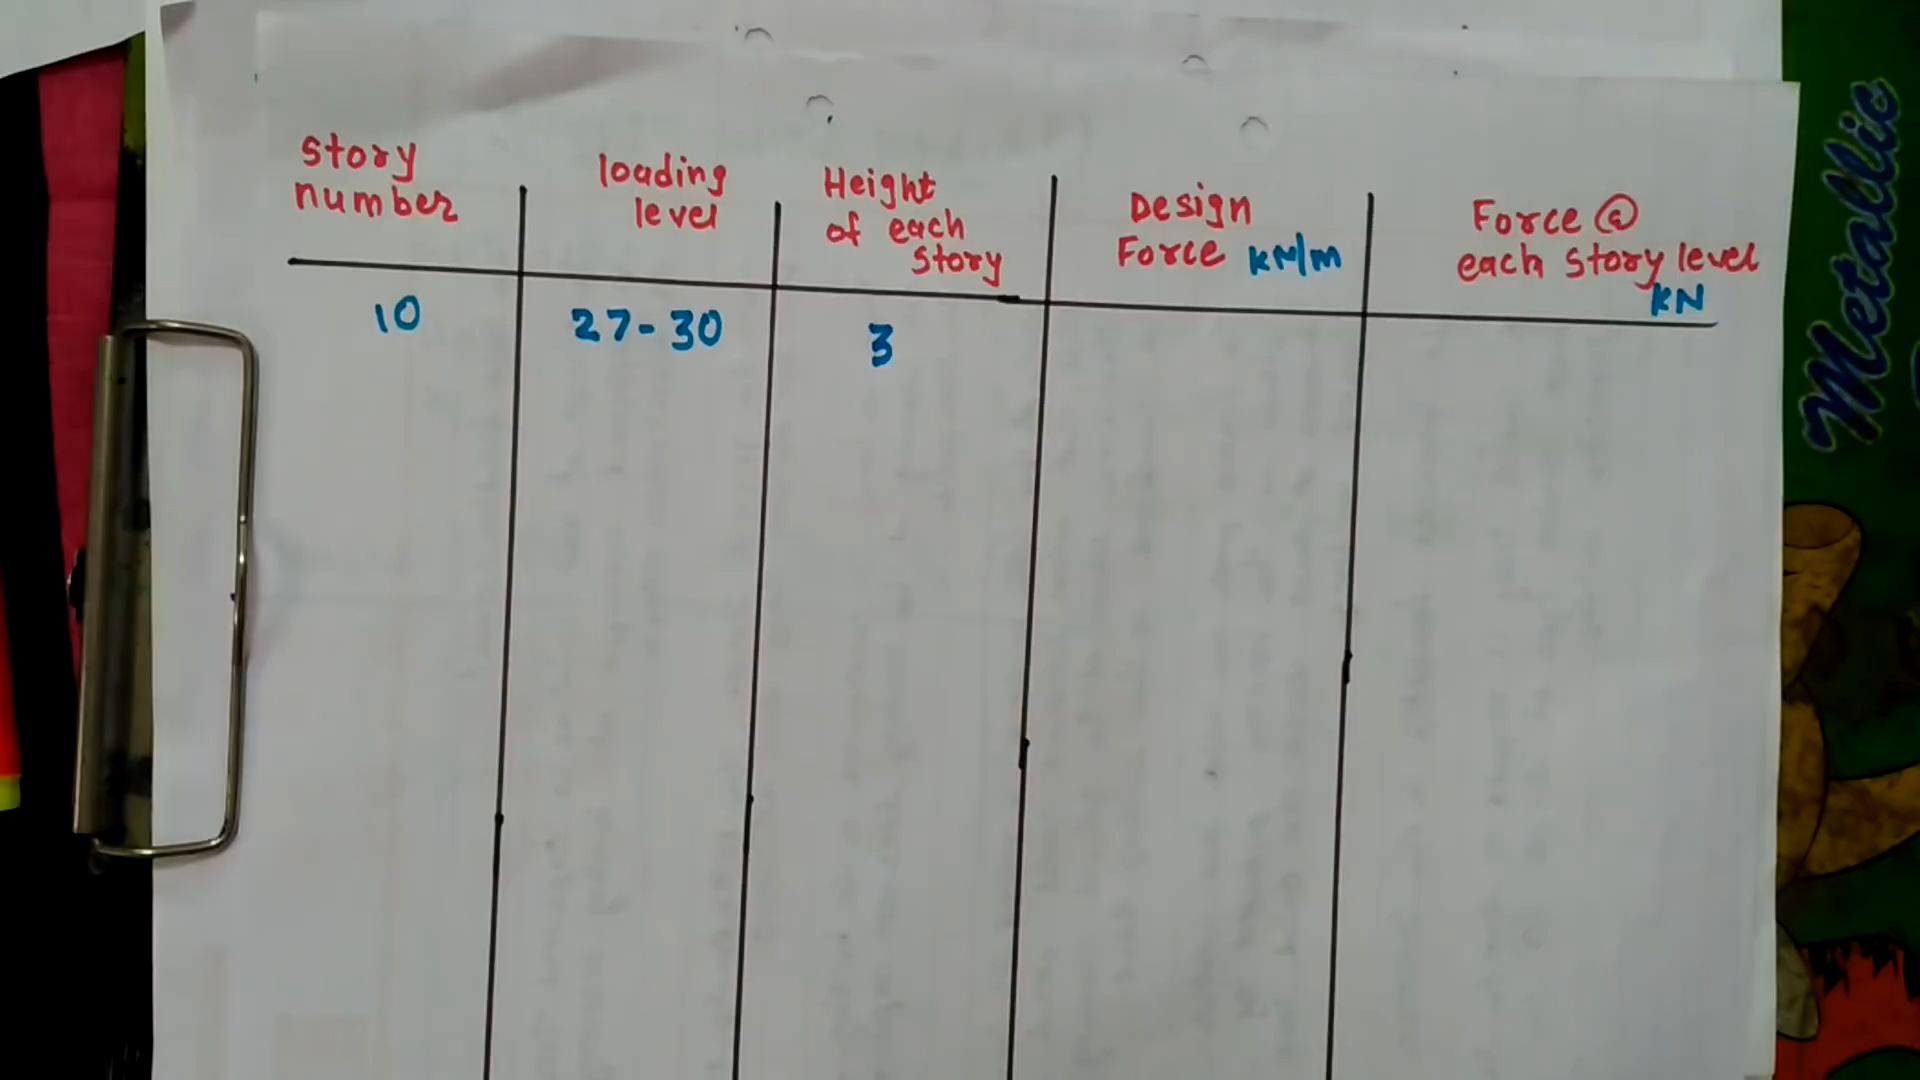 story
number
loading
level
Height
of each
story
Design
Force kN/m
Force @
each story level
kN
10
27-30
3
Metallic